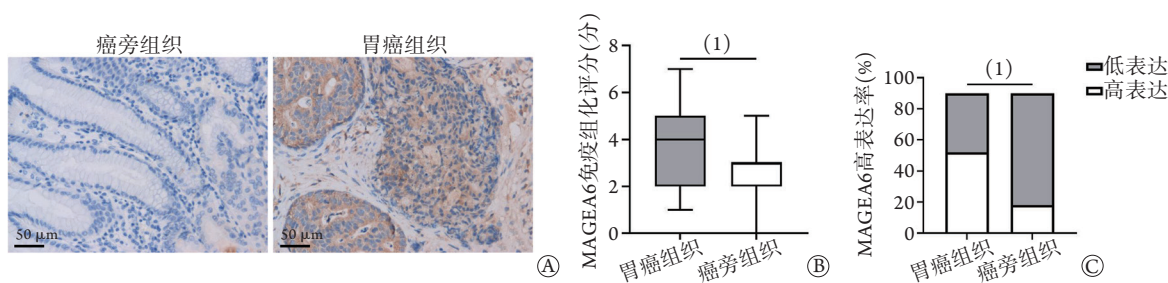 癌旁组织
胃癌组织
50 μm
50 μm
Ⓐ
MAGEA6免疫组化评分(分)
8
6
4
2
0
(1)
胃癌组织
癌旁组织
Ⓑ
MAGEA6高表达率(%)
100
80
60
40
20
0
(1)
胃癌组织
癌旁组织
低表达
高表达
Ⓒ